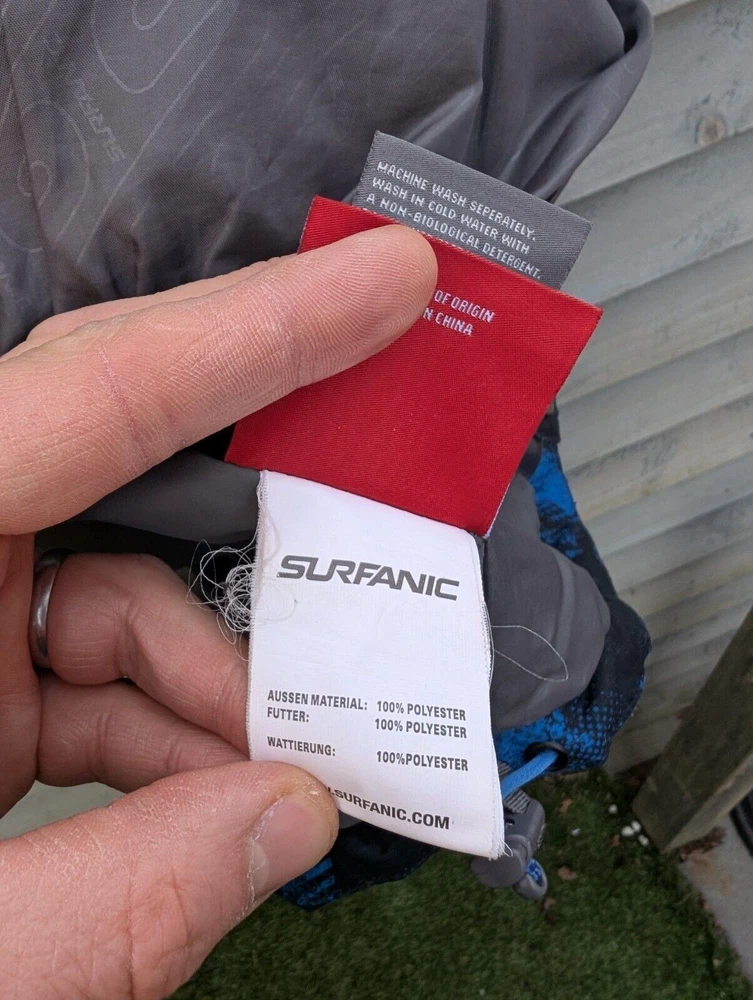 SURFANIC
MACHINE WASH SEPERATELY.
WASH IN COLD WATER WITH
A NON-BIOLOGICAL DETERGENT.
OF ORIGIN
CHINA
SURFANIC
AUSSEN MATERIAL: 100% POLYESTER
FUTTER: 100% POLYESTER
WATTIERUNG: 100%POLYESTER
.SURFANIC.COM